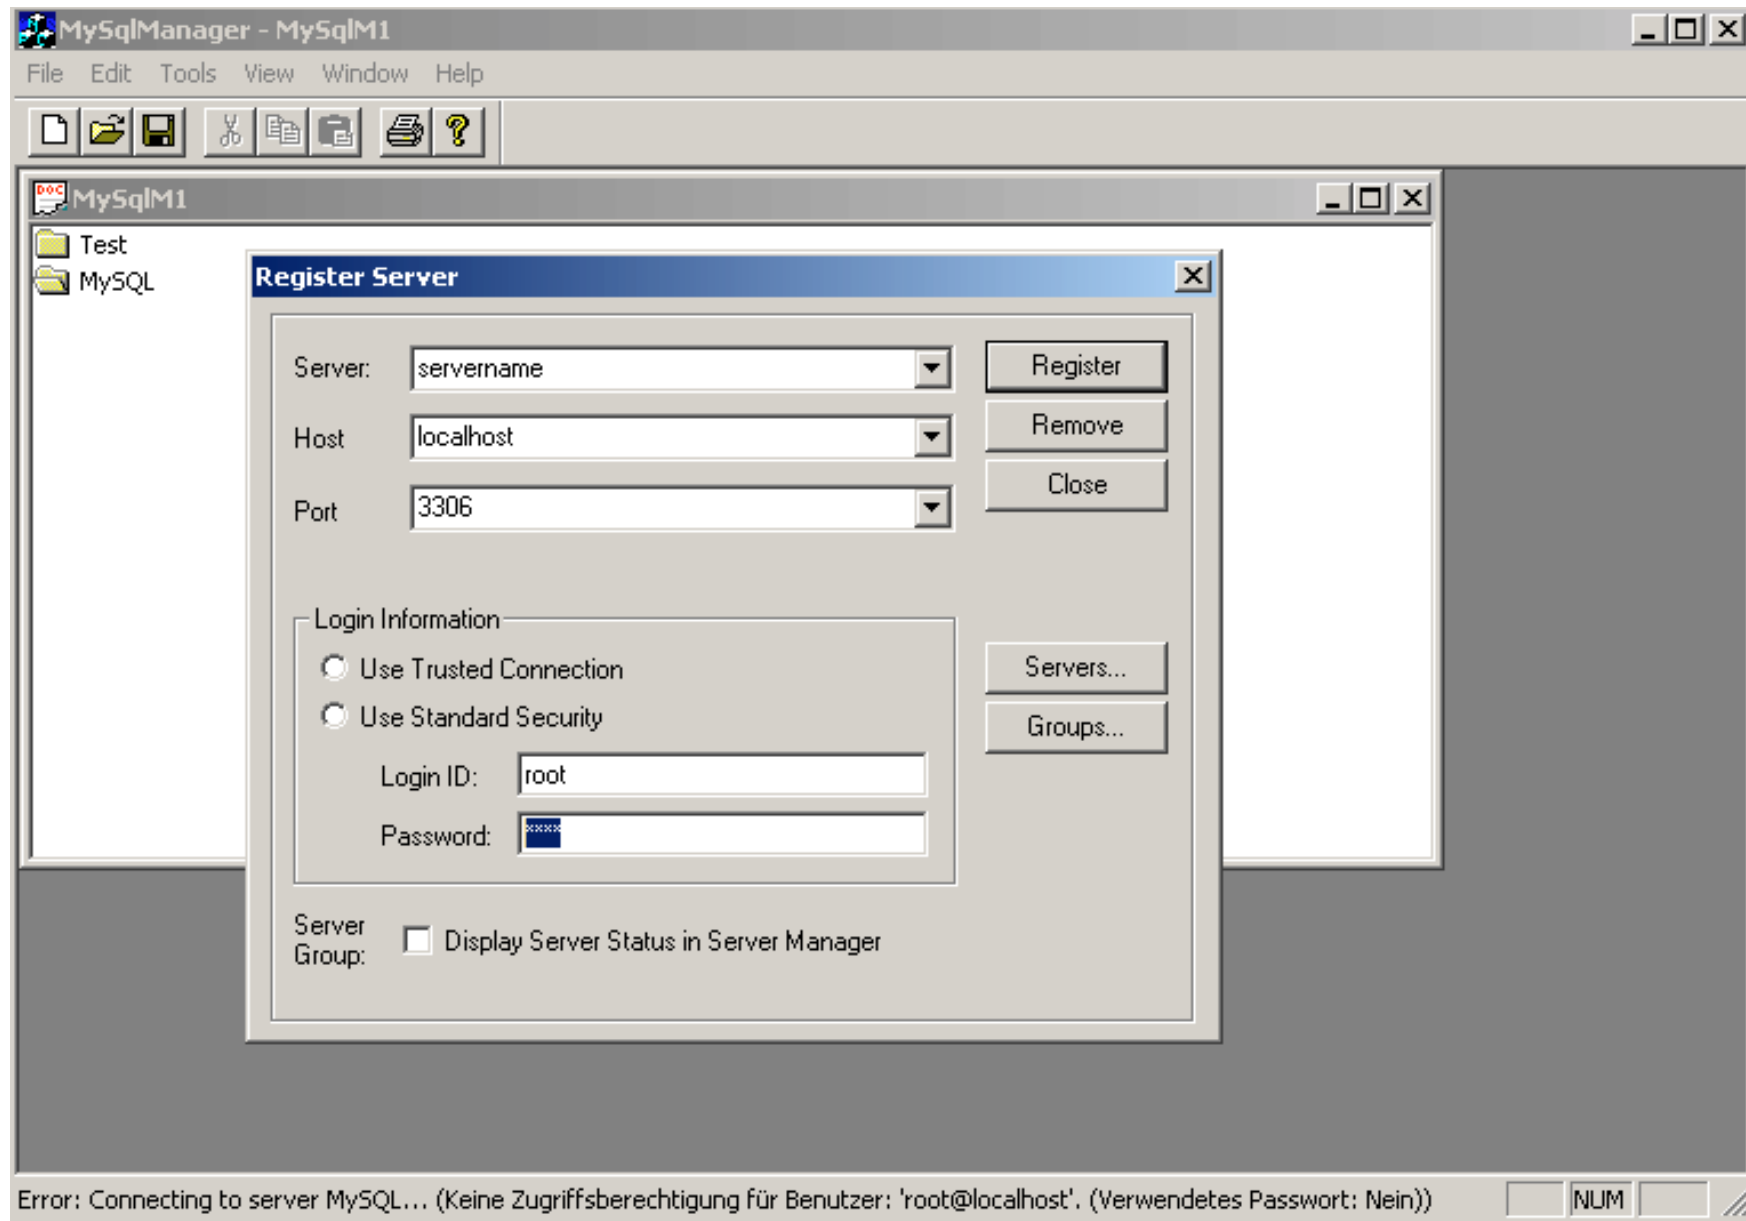 MySqlManager - MySqlM1
File Edit Tools View Window Help
DOC MySqlM1
Test
MySQL
Register Server
Server: servername
Register
Host localhost
Remove
Port 3306
Close
Login Information
Use Trusted Connection
Servers...
Use Standard Security
Groups...
Login ID: root
Password: ****
Server Group:
Display Server Status in Server Manager
Error: Connecting to server MySQL... (Keine Zugriffsberechtigung für Benutzer: 'root@localhost'. (Verwendetes Passwort: Nein)) NUM